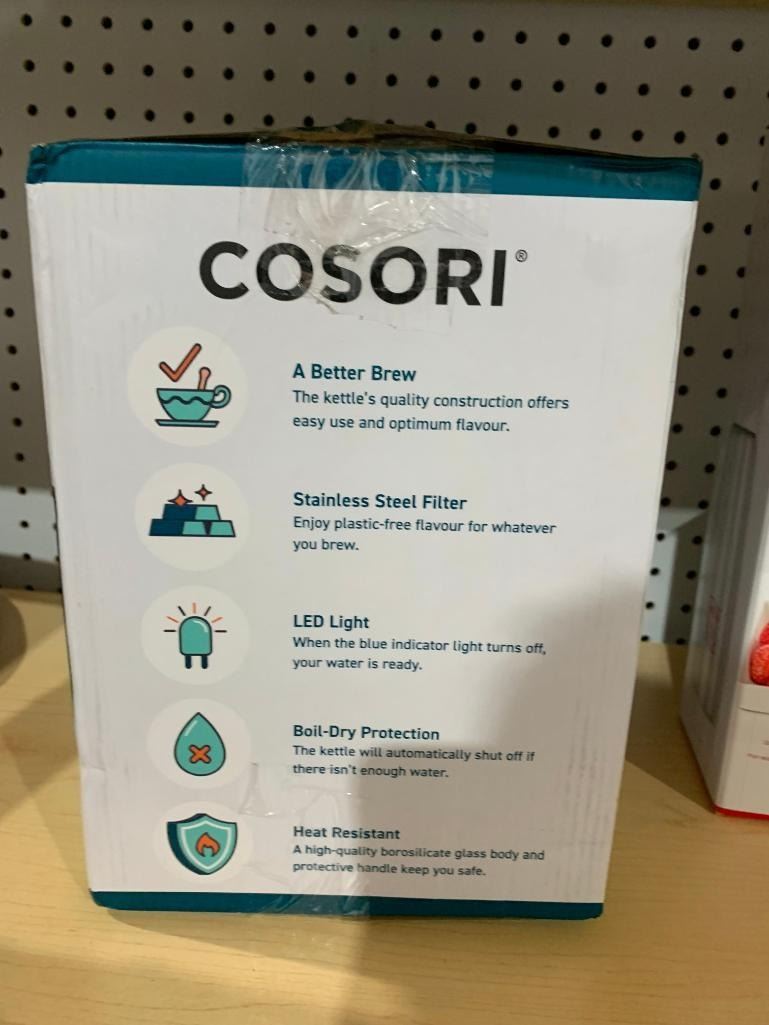 COSORI®
A Better Brew
The kettle's quality construction offers
easy use and optimum flavour.
Stainless Steel Filter
Enjoy plastic-free flavour for whatever
you brew.
LED Light
When the blue indicator light turns off,
your water is ready.
Boil-Dry Protection
The kettle will automatically shut off if
there isn't enough water.
Heat Resistant
A high-quality borosilicate glass body and
protective handle keep you safe.